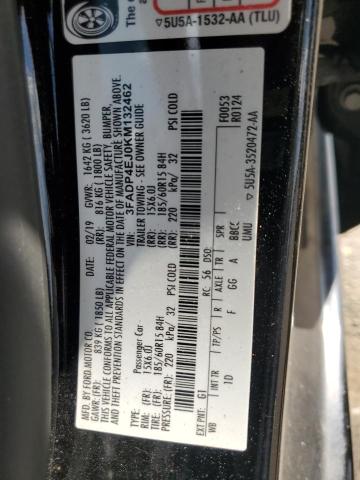 The e
5U5A-1532-AA (TLU)
MFD. BY FORD MOTOR CO.
DATE: 02/19 GVWR: 1642 KG ( 3620 LB)
GAWR:(FR): 839 KG ( 1850 LB) (RR): 816 KG ( 1800 LB)
THIS VEHICLE CONFORMS TO ALL APPLICABLE FEDERAL MOTOR VEHICLE SAFETY, BUMPER,
AND THEFT PREVENTION STANDARDS IN EFFECT ON THE DATE OF MANUFACTURE SHOWN ABOVE.
VIN: 3FADP4EJ0KM132462
TYPE: Passenger Car TRAILER TOWING - SEE OWNER GUIDE
RIM: (FR): 15X6.0J (RR): 15X6.0J
TIRE: (FR): 185/60R15 84H (RR): 185/60R15 84H
PRESSURE:(FR): 220 kPa/ 32 PSI COLD (RR): 220 kPa/ 32 PSI COLD
EXT PNT: G1 RC: 56 DSO: F0053
R0124
WB INT TR TP/PS R AXLE TR SPR
1D F GG A BBCC
UMU
5U5A-3520472-AA